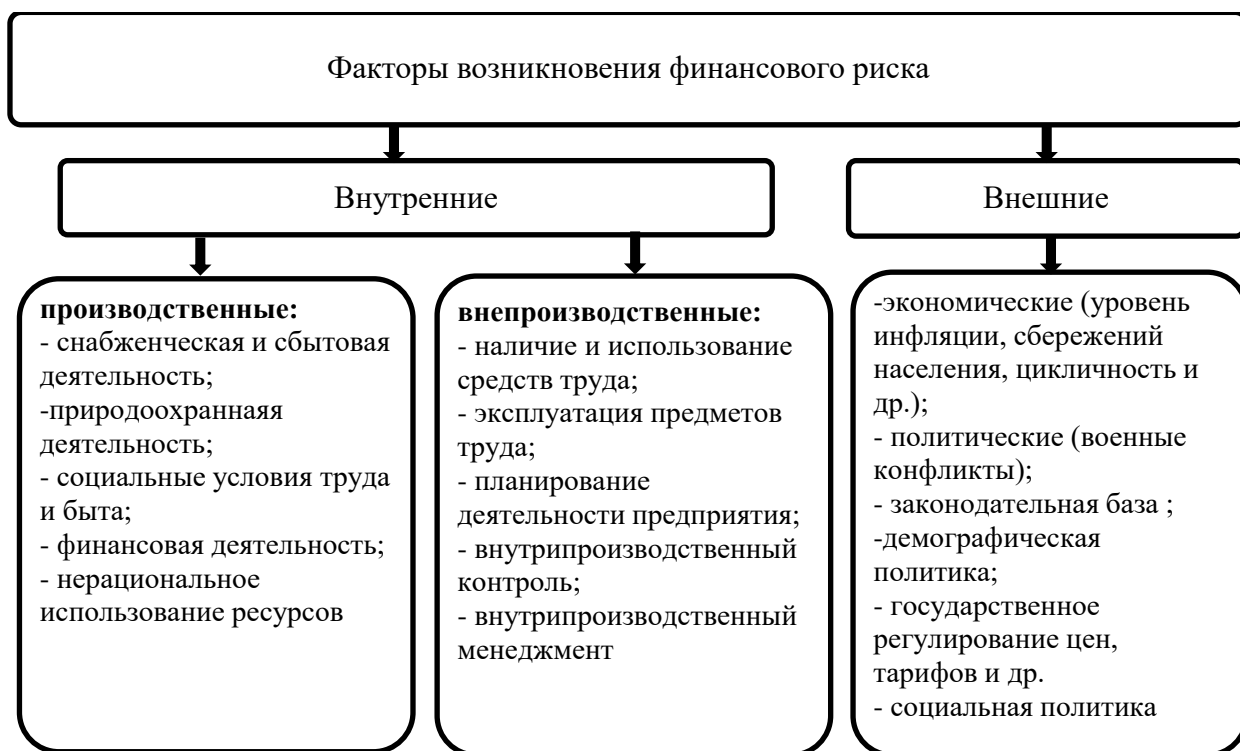 Факторы возникновения финансового риска
Внутренние
Внешние
производственные:
- снабженческая и сбытовая
деятельность;
-природоохраннаяя
деятельность;
- социальные условия труда
и быта;
- финансовая деятельность;
- нерациональное
использование ресурсов
внепроизводственные:
- наличие и использование
средств труда;
- эксплуатация предметов
труда;
- планирование
деятельности предприятия;
- внутрипроизводственный
контроль;
- внутрипроизводственный
менеджмент
-экономические (уровень
инфляции, сбережений
населения, цикличность и
др.);
- политические (военные
конфликты);
- законодательная база ;
-демографическая
политика;
- государственное
регулирование цен,
тарифов и др.
- социальная политика